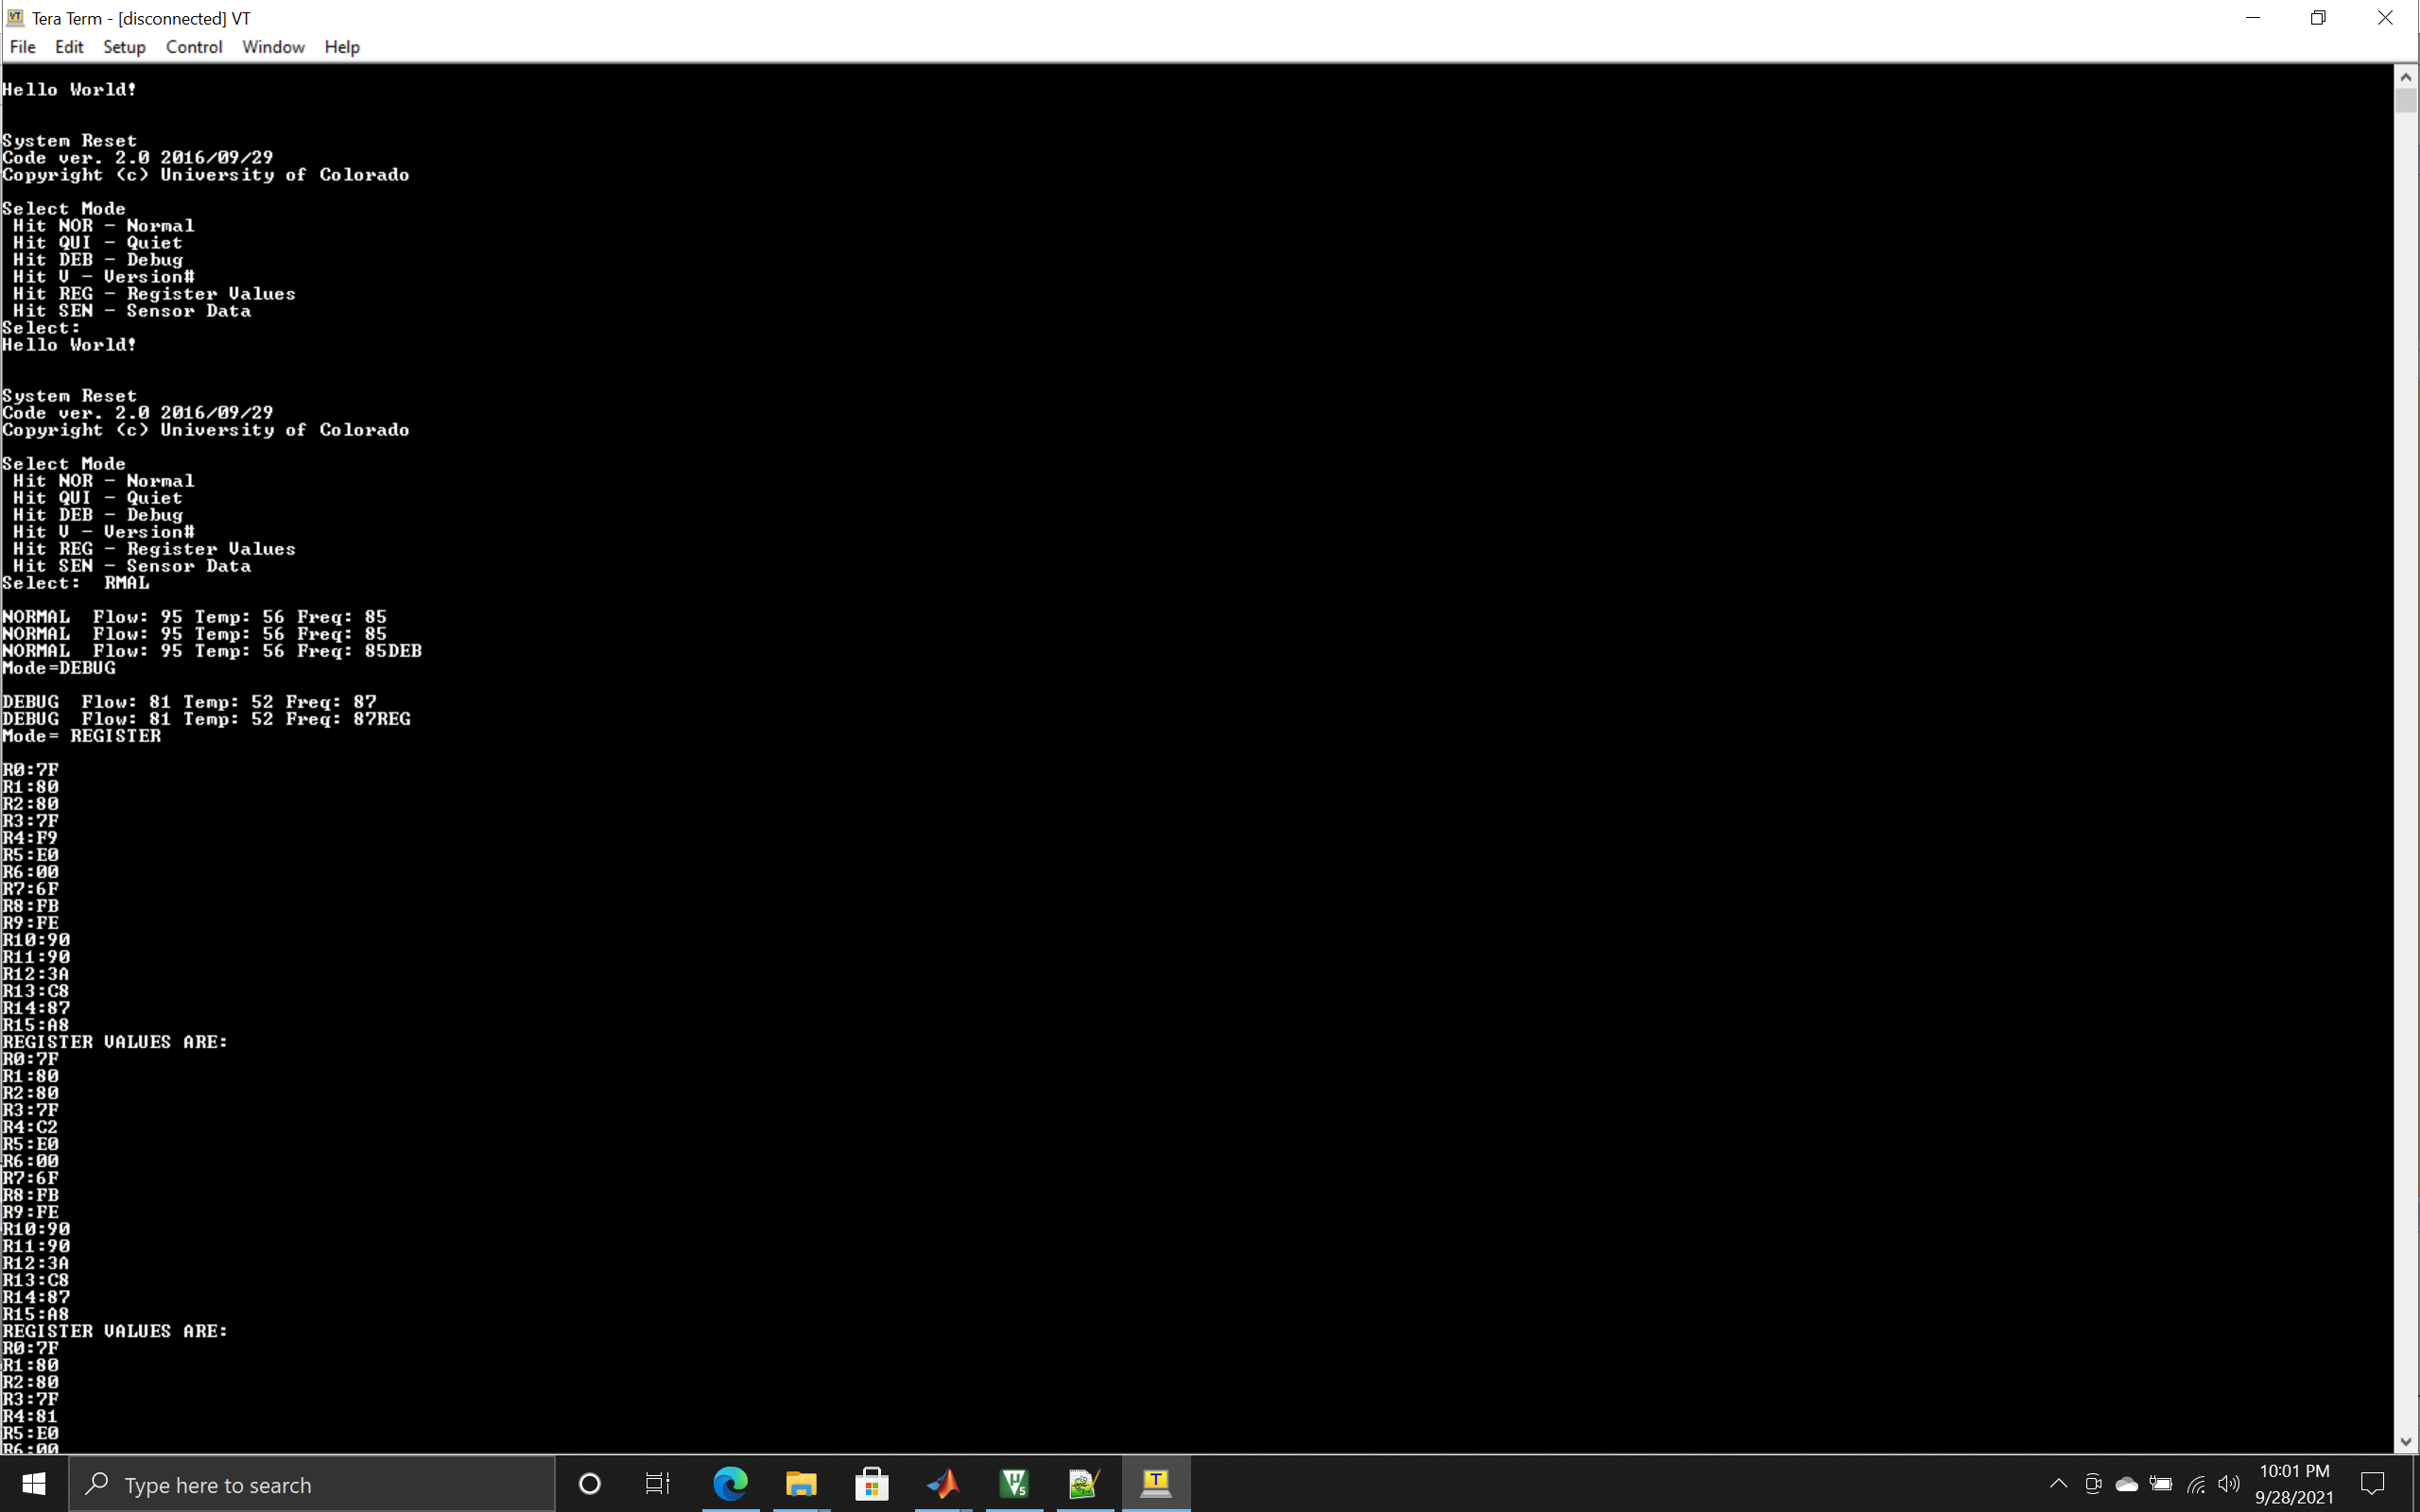 Tera Term - [disconnected] VT
File Edit Setup Control Window Help
Hello World!
System Reset
Code ver. 2.0 2016/09/29
Copyright (c) University of Colorado
Select Mode
Hit NOR - Normal
Hit QUI - Quiet
Hit DEB - Debug
Hit V - Version#
Hit REG - Register Values
Hit SEN - Sensor Data
Select:
Hello World!
System Reset
Code ver. 2.0 2016/09/29
Copyright (c) University of Colorado
Select Mode
Hit NOR - Normal
Hit QUI - Quiet
Hit DEB - Debug
Hit V - Version#
Hit REG - Register Values
Hit SEN - Sensor Data
Select:  RMAL
NORMAL  Flow: 95 Temp: 56 Freq: 85
NORMAL  Flow: 95 Temp: 56 Freq: 85
NORMAL  Flow: 95 Temp: 56 Freq: 85DEB
Mode=DEBUG
DEBUG  Flow: 81 Temp: 52 Freq: 87
DEBUG  Flow: 81 Temp: 52 Freq: 87REG
Mode= REGISTER
R0:7F
R1:80
R2:80
R3:7F
R4:F9
R5:E0
R6:00
R7:6F
R8:FB
R9:FE
R10:90
R11:90
R12:3A
R13:C8
R14:87
R15:A8
REGISTER VALUES ARE:
R0:7F
R1:80
R2:80
R3:7F
R4:C2
R5:E0
R6:00
R7:6F
R8:FB
R9:FE
R10:90
R11:90
R12:3A
R13:C8
R14:87
R15:A8
REGISTER VALUES ARE:
R0:7F
R1:80
R2:80
R3:7F
R4:81
R5:E0
R6:00
Type here to search
10:01 PM
9/28/2021